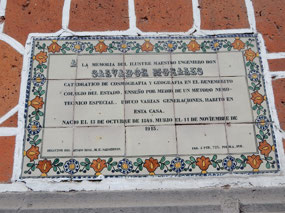 A LA MEMORIA DEL ILUSTRE MAESTRO INGENIERO DON
SALVADOR MORALES
CATEDRATICO DE COSMOGRAFIA Y GEOGRAFIA EN EL BENEMERITO
COLEGIO DEL ESTADO. ENSEÑO POR MEDIO DE UN METODO NEMO-
TECNICO ESPECIAL. EDUCO VARIAS GENERACIONES. HABITO EN
ESTA CASA.
NACIO EL 11 DE OCTUBRE DE 1849. MURIO EL 11 DE NOVIEMBRE DE